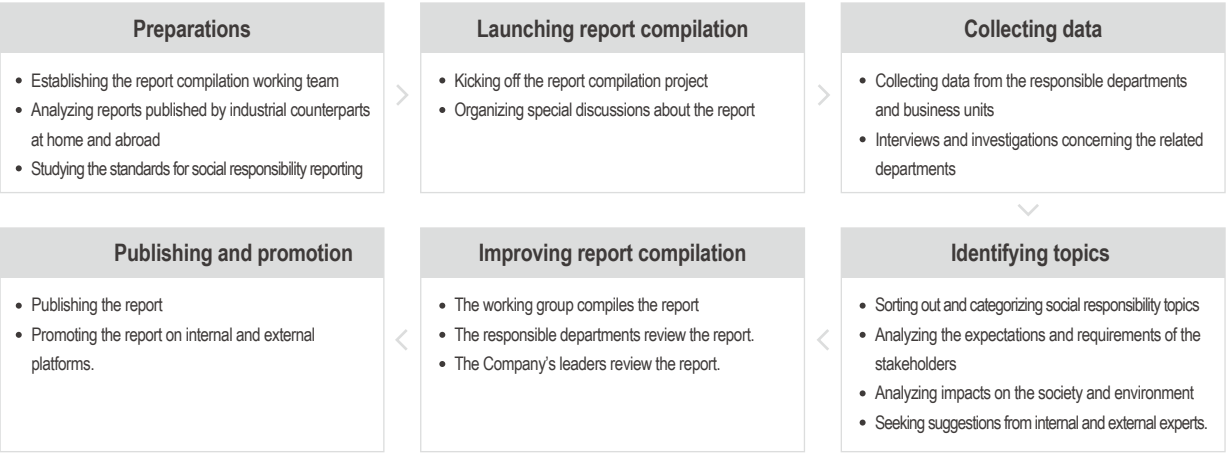 Preparations
• Establishing the report compilation working team
• Analyzing reports published by industrial counterparts
at home and abroad
• Studying the standards for social responsibility reporting
Launching report compilation
• Kicking off the report compilation project
• Organizing special discussions about the report
Collecting data
• Collecting data from the responsible departments
and business units
• Interviews and investigations concerning the related
departments
Identifying topics
• Sorting out and categorizing social responsibility topics
• Analyzing the expectations and requirements of the
stakeholders
• Analyzing impacts on the society and environment
• Seeking suggestions from internal and external experts.
Improving report compilation
• The working group compiles the report
• The responsible departments review the report.
• The Company’s leaders review the report.
Publishing and promotion
• Publishing the report
• Promoting the report on internal and external
platforms.